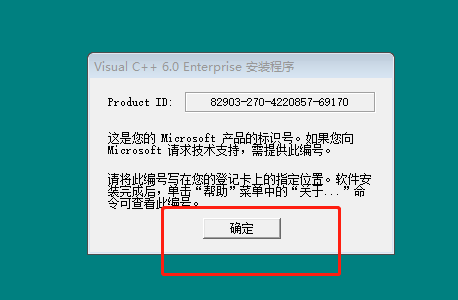 Visual C++ 6.0 Enterprise 安装程序
Product ID: 82903-270-4220857-69170
这是您的 Microsoft 产品的标识号。如果您向
Microsoft 请求技术支持，需提供此编号。
请将此编号写在您的登记卡上的指定位置。软件安
装完成后，单击“帮助”菜单中的“关于...”命
令可查看此编号。
确定